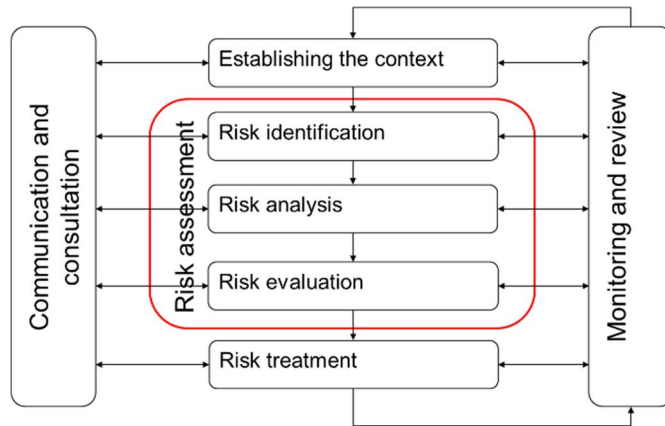 Communication and
consultation
Establishing the context
Risk assessment
Risk identification
Risk analysis
Risk evaluation
Risk treatment
Monitoring and review